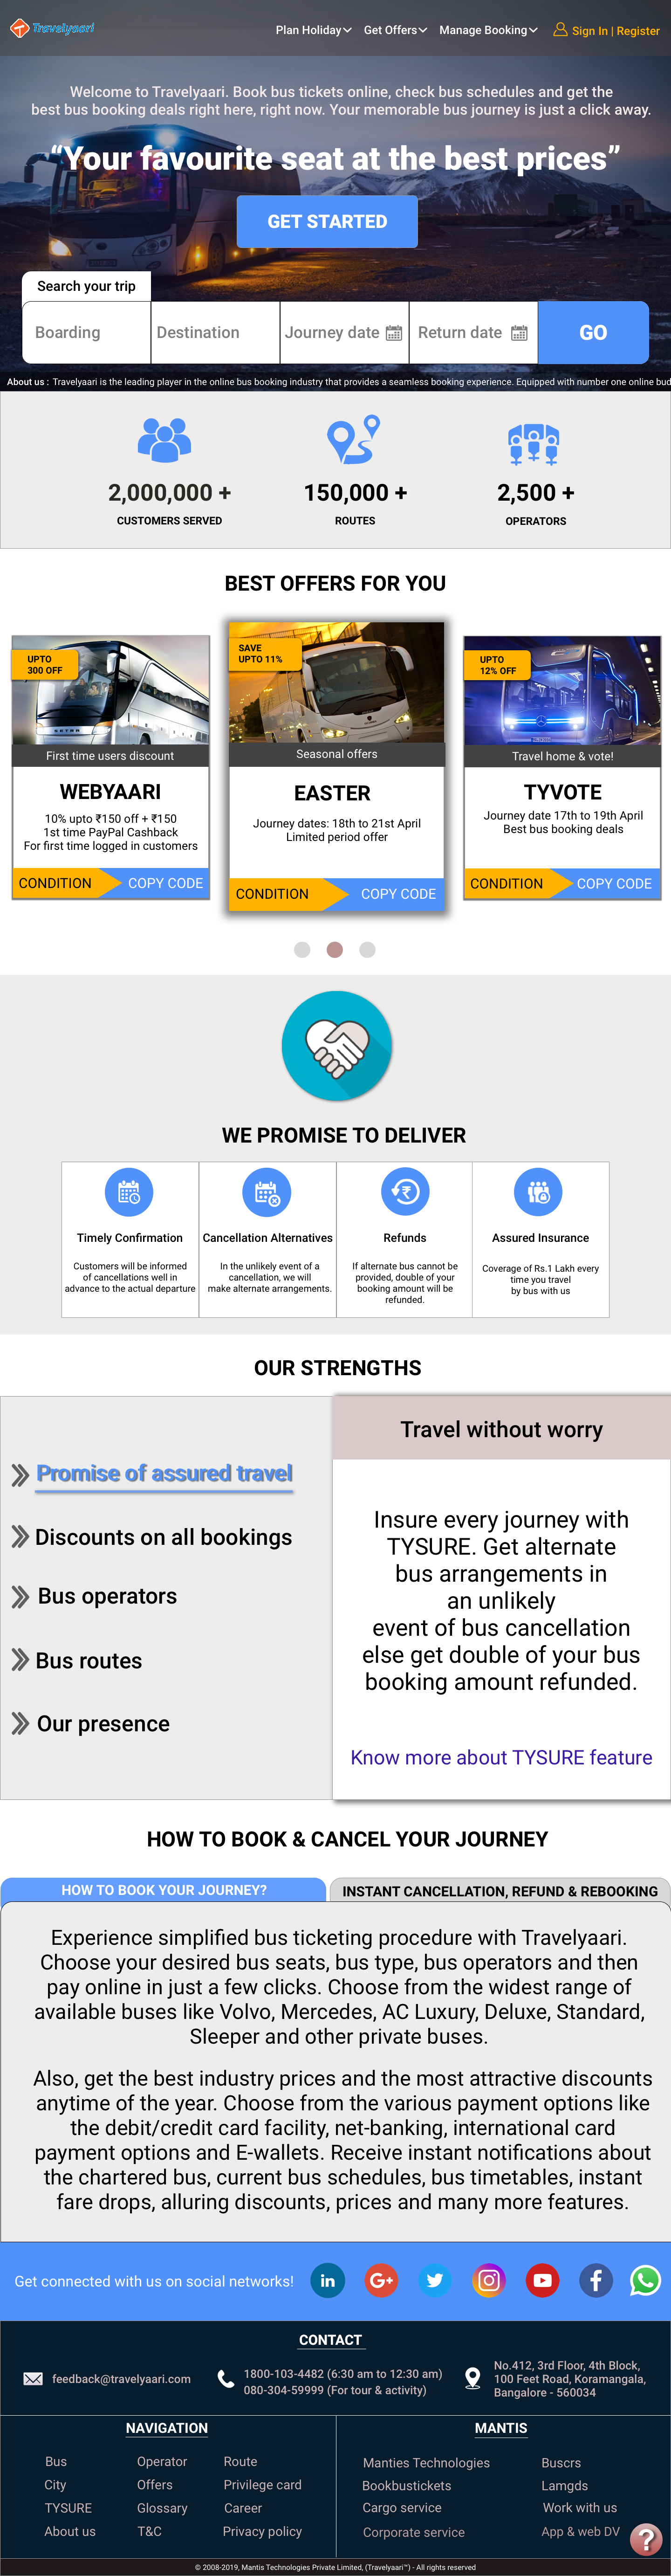 Travelyaari
Plan Holiday
Get Offers
Manage Booking
Sign In | Register
Welcome to Travelyaari. Book bus tickets online, check bus schedules and get the
best bus booking deals right here, right now. Your memorable bus journey is just a click away.
“Your favourite seat at the best prices”
GET STARTED
Search your trip
Boarding
Destination
Journey date
Return date
GO
About us : Travelyaari is the leading player in the online bus booking industry that provides a seamless booking experience. Equipped with number one online bud
2,000,000 +
CUSTOMERS SERVED
150,000 +
ROUTES
2,500 +
OPERATORS
BEST OFFERS FOR YOU
UPTO
300 OFF
First time users discount
WEBYAARI
10% upto ₹150 off + ₹150
1st time PayPal Cashback
For first time logged in customers
CONDITION
COPY CODE
SAVE
UPTO 11%
Seasonal offers
EASTER
Journey dates: 18th to 21st April
Limited period offer
CONDITION
COPY CODE
UPTO
12% OFF
Travel home & vote!
TYVOTE
Journey date 17th to 19th April
Best bus booking deals
CONDITION
COPY CODE
WE PROMISE TO DELIVER
Timely Confirmation
Customers will be informed
of cancellations well in
advance to the actual departure
Cancellation Alternatives
In the unlikely event of a
cancellation, we will
make alternate arrangements.
Refunds
If alternate bus cannot be
provided, double of your
booking amount will be
refunded.
Assured Insurance
Coverage of Rs.1 Lakh every
time you travel
by bus with us
OUR STRENGTHS
Promise of assured travel
Discounts on all bookings
Bus operators
Bus routes
Our presence
Travel without worry
Insure every journey with
TYSURE. Get alternate
bus arrangements in
an unlikely
event of bus cancellation
else get double of your bus
booking amount refunded.
Know more about TYSURE feature
HOW TO BOOK & CANCEL YOUR JOURNEY
HOW TO BOOK YOUR JOURNEY?
INSTANT CANCELLATION, REFUND & REBOOKING
Experience simplified bus ticketing procedure with Travelyaari.
Choose your desired bus seats, bus type, bus operators and then
pay online in just a few clicks. Choose from the widest range of
available buses like Volvo, Mercedes, AC Luxury, Deluxe, Standard,
Sleeper and other private buses.
Also, get the best industry prices and the most attractive discounts
anytime of the year. Choose from the various payment options like
the debit/credit card facility, net-banking, international card
payment options and E-wallets. Receive instant notifications about
the chartered bus, current bus schedules, bus timetables, instant
fare drops, alluring discounts, prices and many more features.
Get connected with us on social networks!
CONTACT
feedback@travelyaari.com
1800-103-4482 (6:30 am to 12:30 am)
080-304-59999 (For tour & activity)
No.412, 3rd Floor, 4th Block,
100 Feet Road, Koramangala,
Bangalore - 560034
NAVIGATION
Bus
Operator
Route
City
Offers
Privilege card
TYSURE
Glossary
Career
About us
T&C
Privacy policy
MANTIS
Manties Technologies
Buscrs
Bookbustickets
Lamgds
Cargo service
Work with us
Corporate service
App & web DV
© 2008-2019, Mantis Technologies Private Limited, (Travelyaari™) - All rights reserved